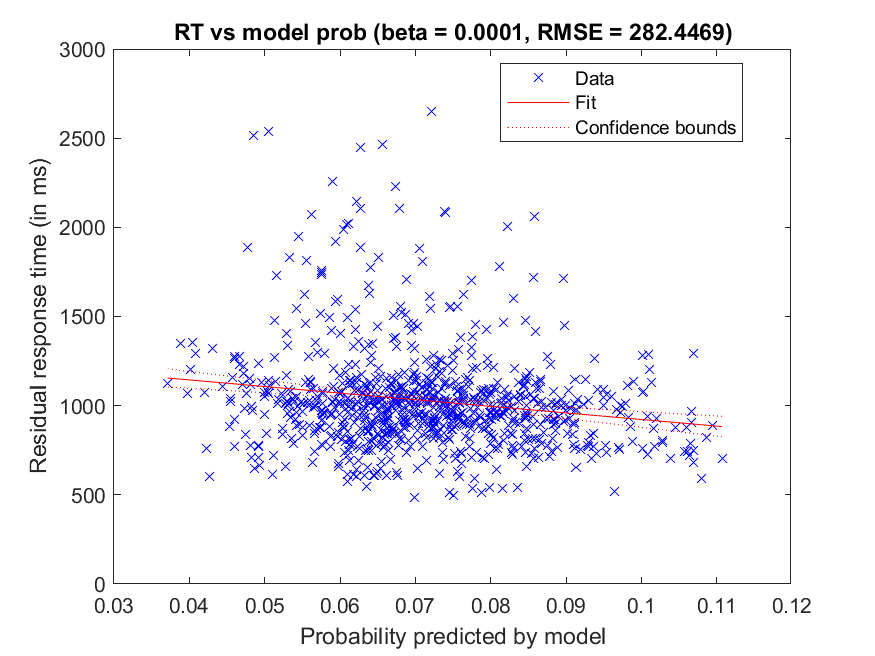 RT vs model prob (beta = 0.0001, RMSE = 282.4469)
3000
2500
2000
1500
1000
500
0
Residual response time (in ms)
Data
Fit
Confidence bounds
0.03 0.04 0.05 0.06 0.07 0.08 0.09 0.1 0.11 0.12
Probability predicted by model